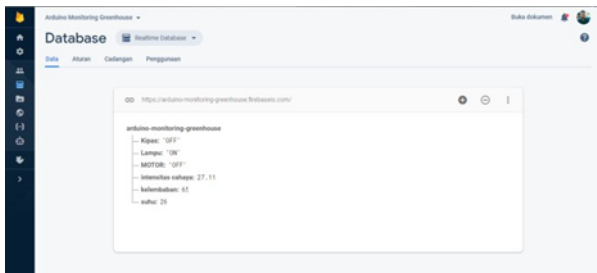 Arduino Monitoring Greenhouse
Buka dokumen
Database
Realtime Database
Data Aturan Cadangan Penggunaan
https://arduino-monitoring-greenhouse.firebaseio.com/
arduino-monitoring-greenhouse
Kipas: "OFF"
Lampu: "ON"
MOTOR: "OFF"
intensitas cahaya: 27.11
kelembaban:
suhu: 26